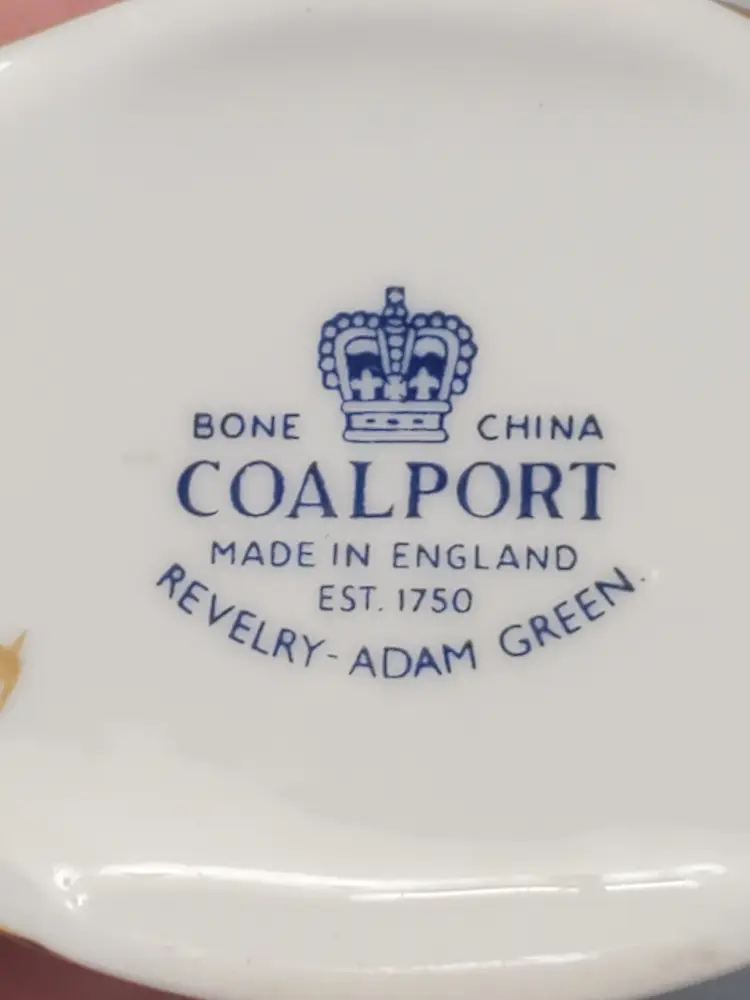 BONE CHINA
COALPORT
MADE IN ENGLAND
EST. 1750
REVELRY-ADAM GREEN.